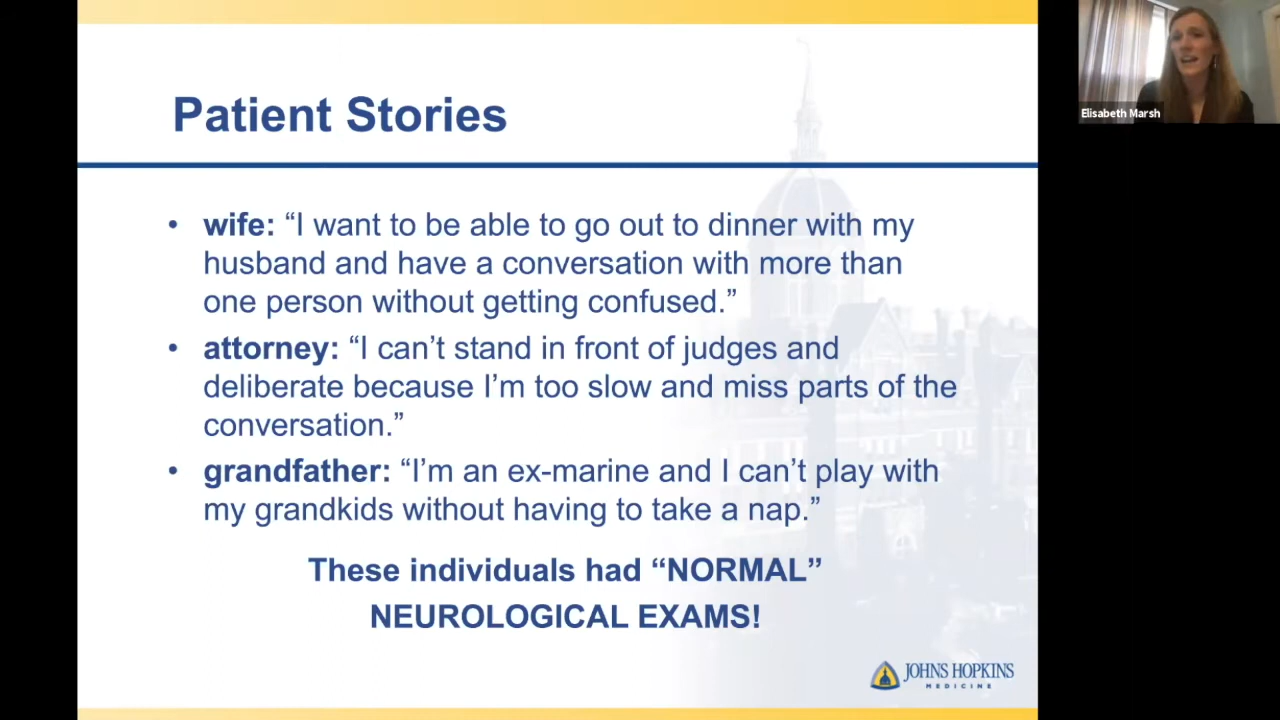 Patient Stories
• wife: “I want to be able to go out to dinner with my
husband and have a conversation with more than
one person without getting confused.”
• attorney: “I can’t stand in front of judges and
deliberate because I’m too slow and miss parts of the
conversation.”
• grandfather: “I’m an ex-marine and I can’t play with
my grandkids without having to take a nap.”
These individuals had “NORMAL”
NEUROLOGICAL EXAMS!
JOHNS HOPKINS
MEDICINE
Elisabeth Marsh